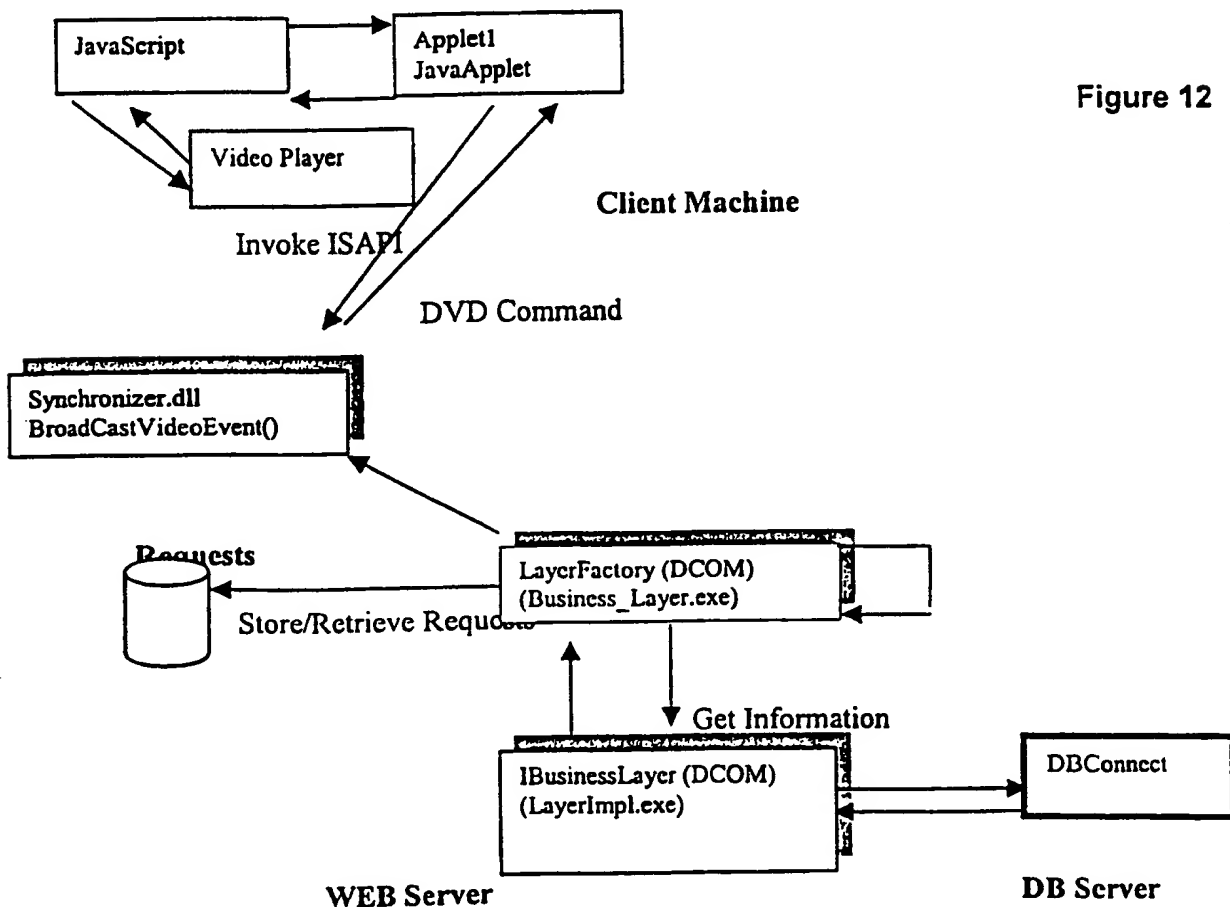 JavaScript
Applet1
JavaApplet
Figure 12
Video Player
Client Machine
Invoke ISAPI
DVD Command
Synchronizer.dll
BroadCastVideoEvent()
Requests
LayerFactory (DCOM)
(Business_Layer.exe)
Store/Retrieve Requests
Get Information
IBusinessLayer (DCOM)
(LayerImpl.exe)
DBConnect
WEB Server
DB Server